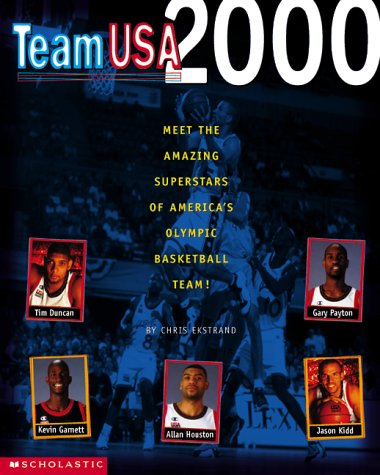 Team USA 2000
MEET THE
AMAZING
SUPERSTARS
OF AMERICA'S
OLYMPIC
BASKETBALL
TEAM!
BY CHRIS EKSTRAND
Tim Duncan
Gary Payton
Kevin Garnett
Allan Houston
Jason Kidd
SCHOLASTIC